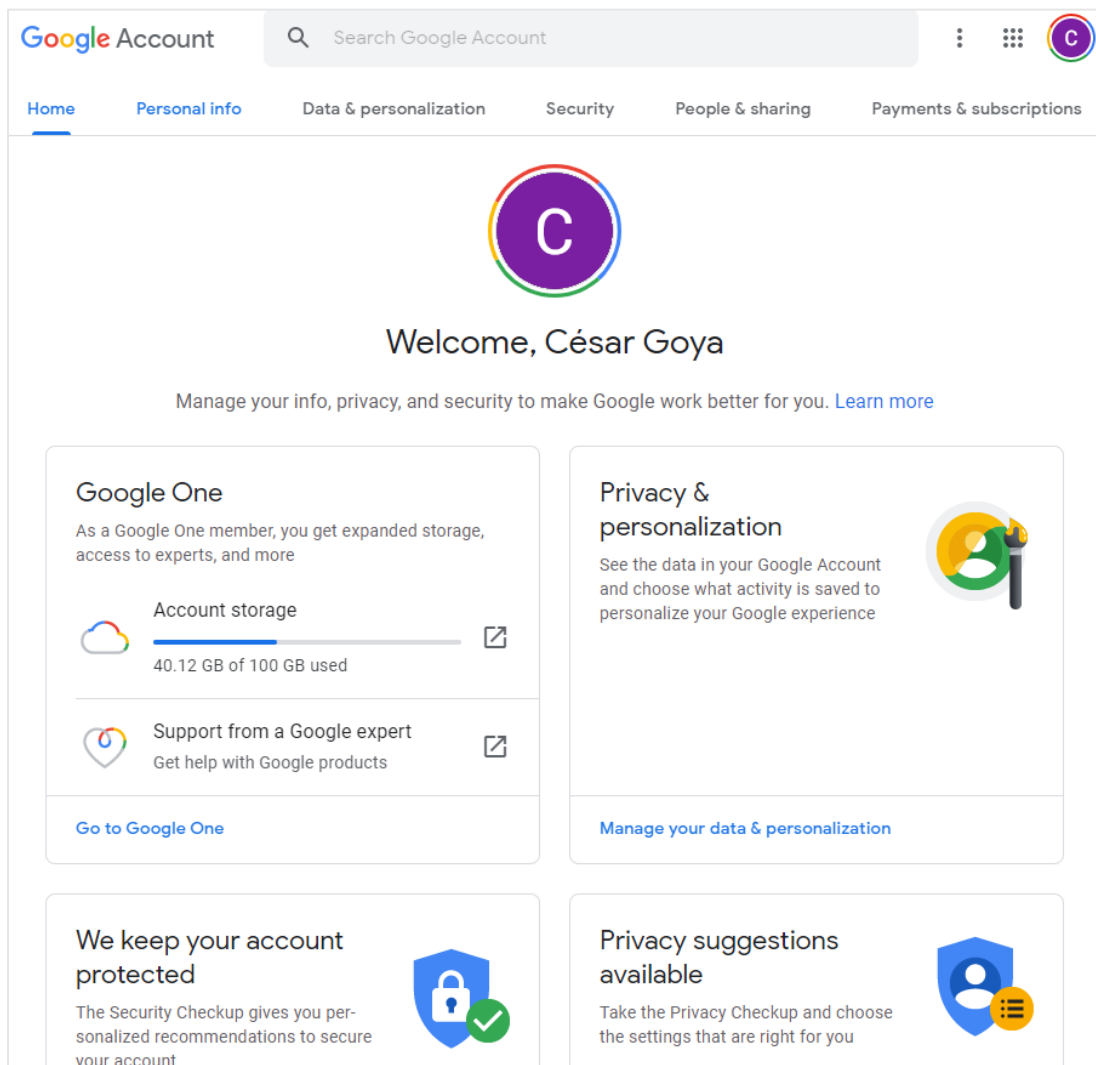 Google Account
Search Google Account
C
Home
Personal info
Data & personalization
Security
People & sharing
Payments & subscriptions
C
Welcome, César Goya
Manage your info, privacy, and security to make Google work better for you. Learn more
Google One
As a Google One member, you get expanded storage,
access to experts, and more
Account storage
40.12 GB of 100 GB used
Support from a Google expert
Get help with Google products
Go to Google One
Privacy &
personalization
See the data in your Google Account
and choose what activity is saved to
personalize your Google experience
Manage your data & personalization
We keep your account
protected
The Security Checkup gives you per-
sonalized recommendations to secure
your account
Privacy suggestions
available
Take the Privacy Checkup and choose
the settings that are right for you